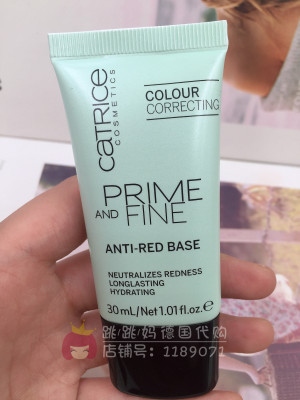 CATRICE
COSMETICS
COLOUR
CORRECTING
PRIME
AND FINE
ANTI-RED BASE
NEUTRALIZES REDNESS
LONGLASTING
HYDRATING
30 mL/Net 1.01 fl.oz.e
跳跳妈德国代购
店铺号：1189071